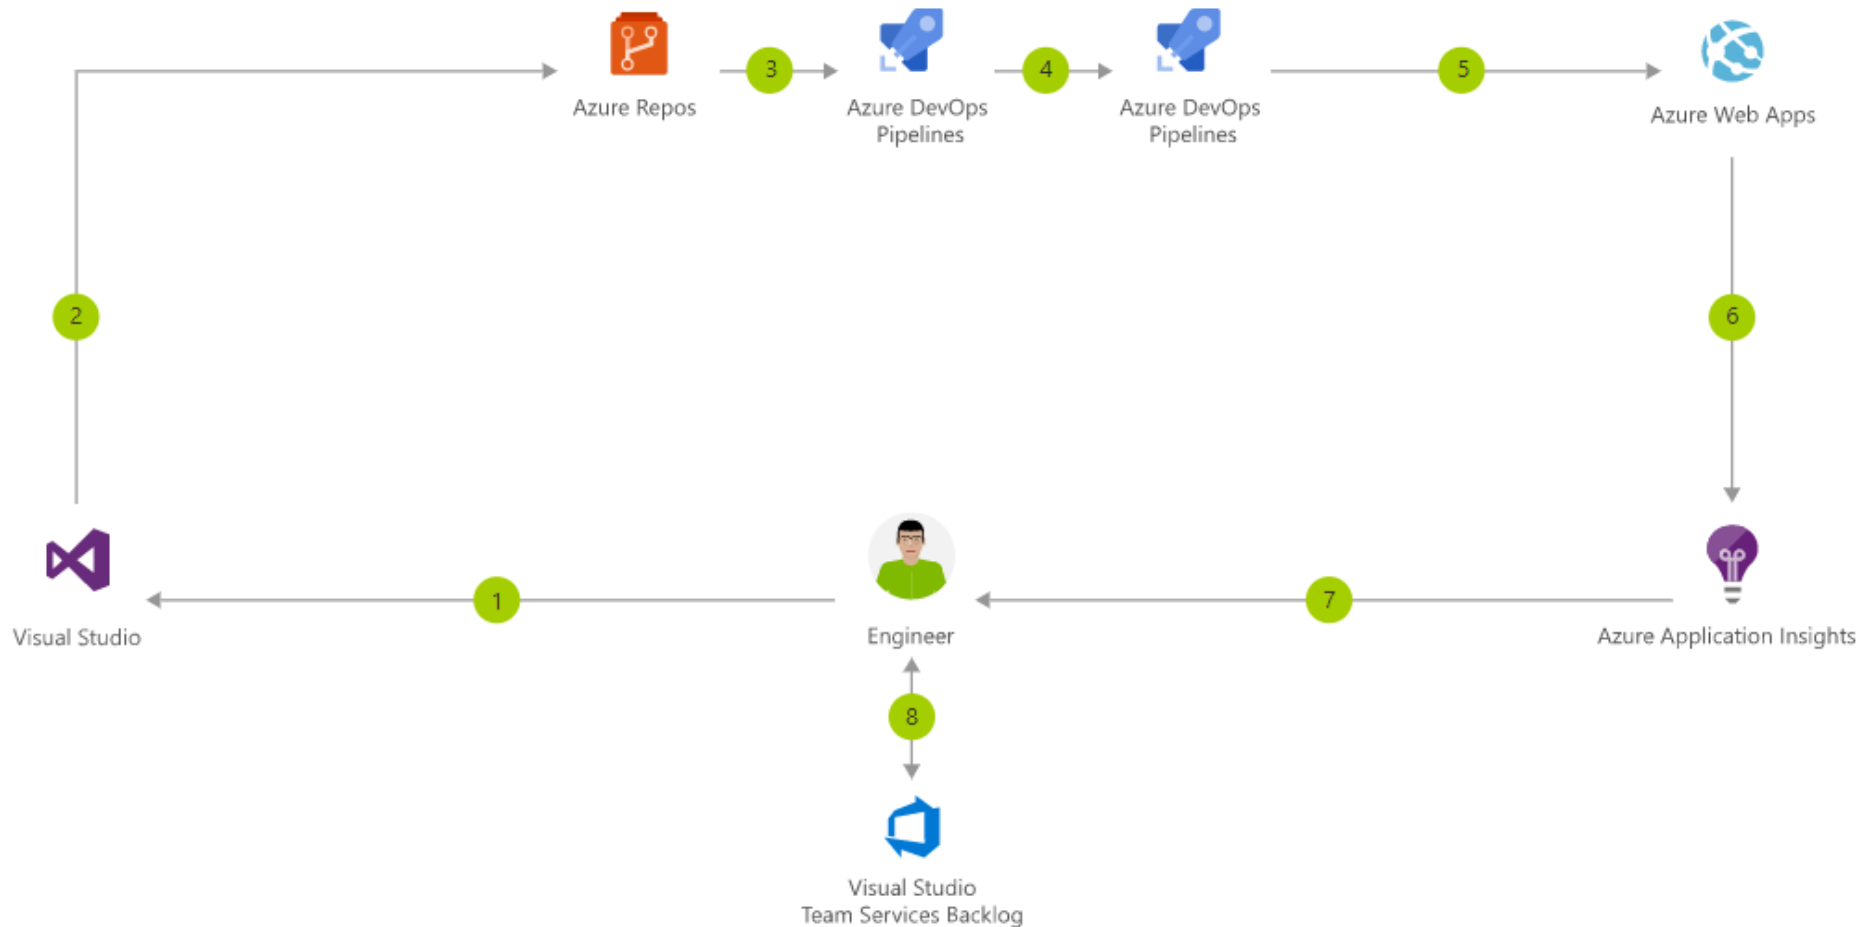 Azure Repos
3
Azure DevOps
Pipelines
4
Azure DevOps
Pipelines
5
Azure Web Apps
2
6
Visual Studio
1
Engineer
7
Azure Application Insights
8
Visual Studio
Team Services Backlog